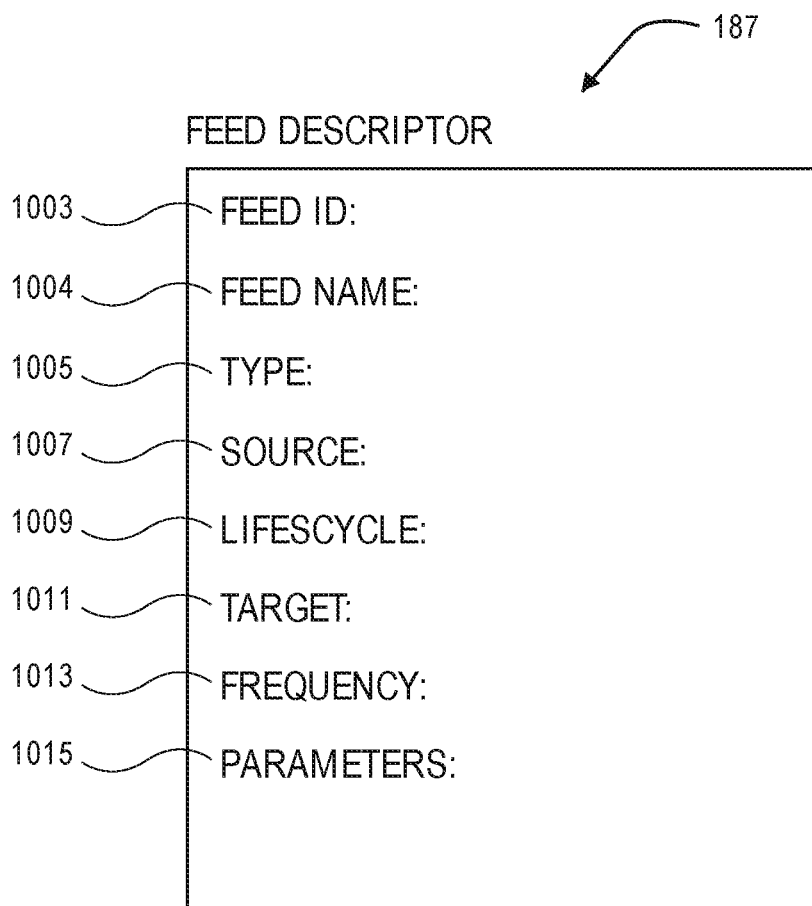 187
FEED DESCRIPTOR
1003 FEED ID:
1004 FEED NAME:
1005 TYPE:
1007 SOURCE:
1009 LIFESCYCLE:
1011 TARGET:
1013 FREQUENCY:
1015 PARAMETERS: